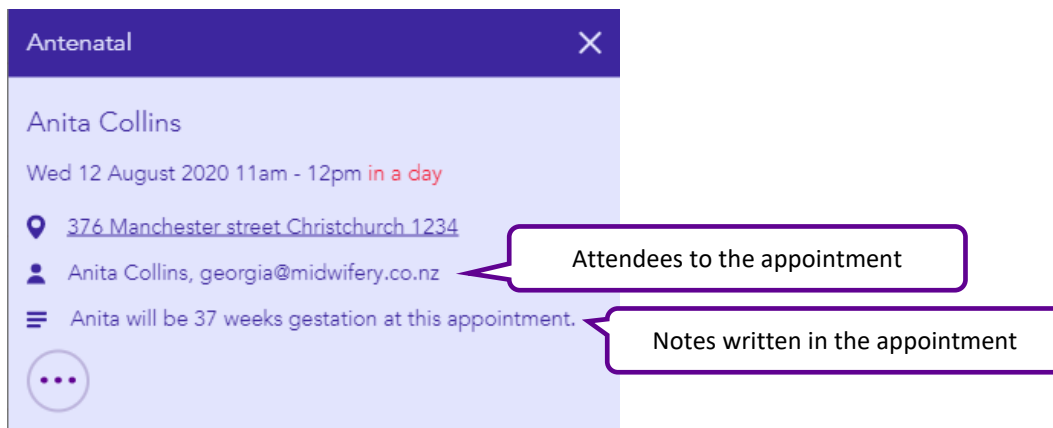 Antenatal
Anita Collins
Wed 12 August 2020 11am - 12pm in a day
376 Manchester street Christchurch 1234
Attendees to the appointment
Anita Collins, georgia@midwifery.co.nz
Anita will be 37 weeks gestation at this appointment.
Notes written in the appointment